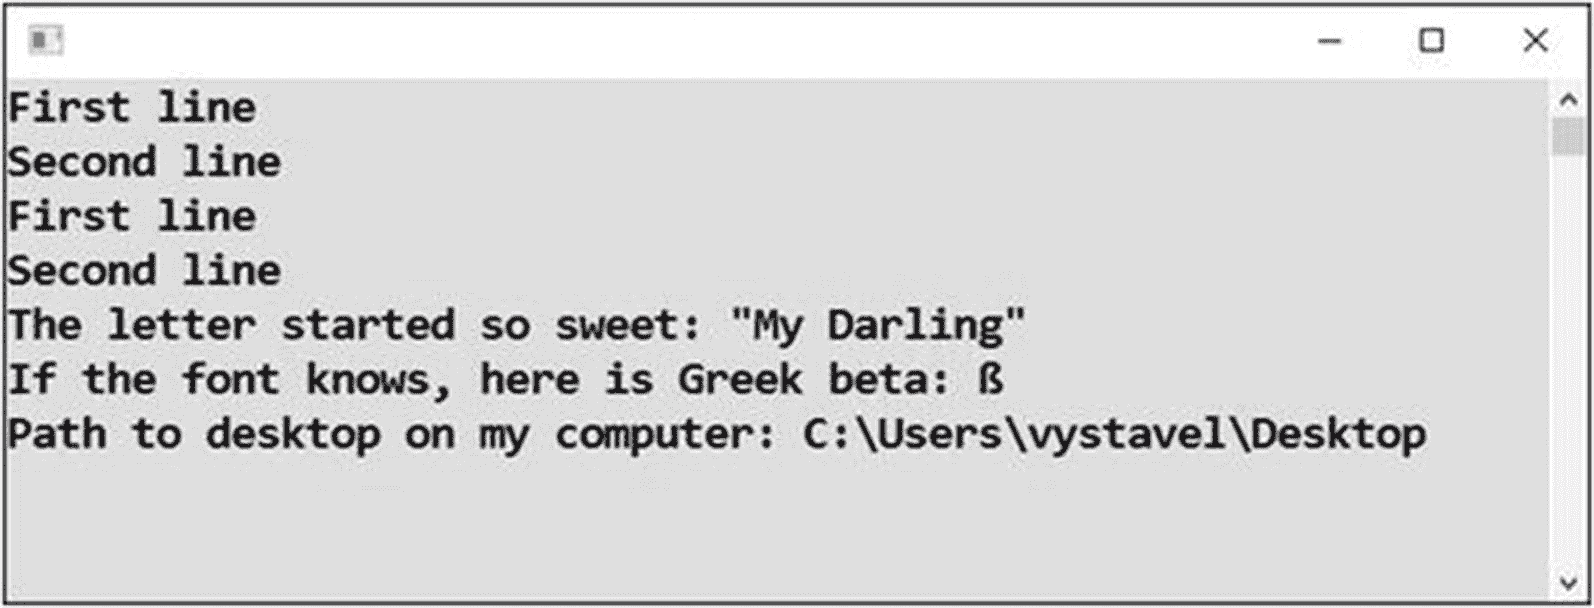 First line
Second line
First line
Second line
The letter started so sweet: "My Darling"
If the font knows, here is Greek beta: ß
Path to desktop on my computer: C:\Users\vystavel\Desktop